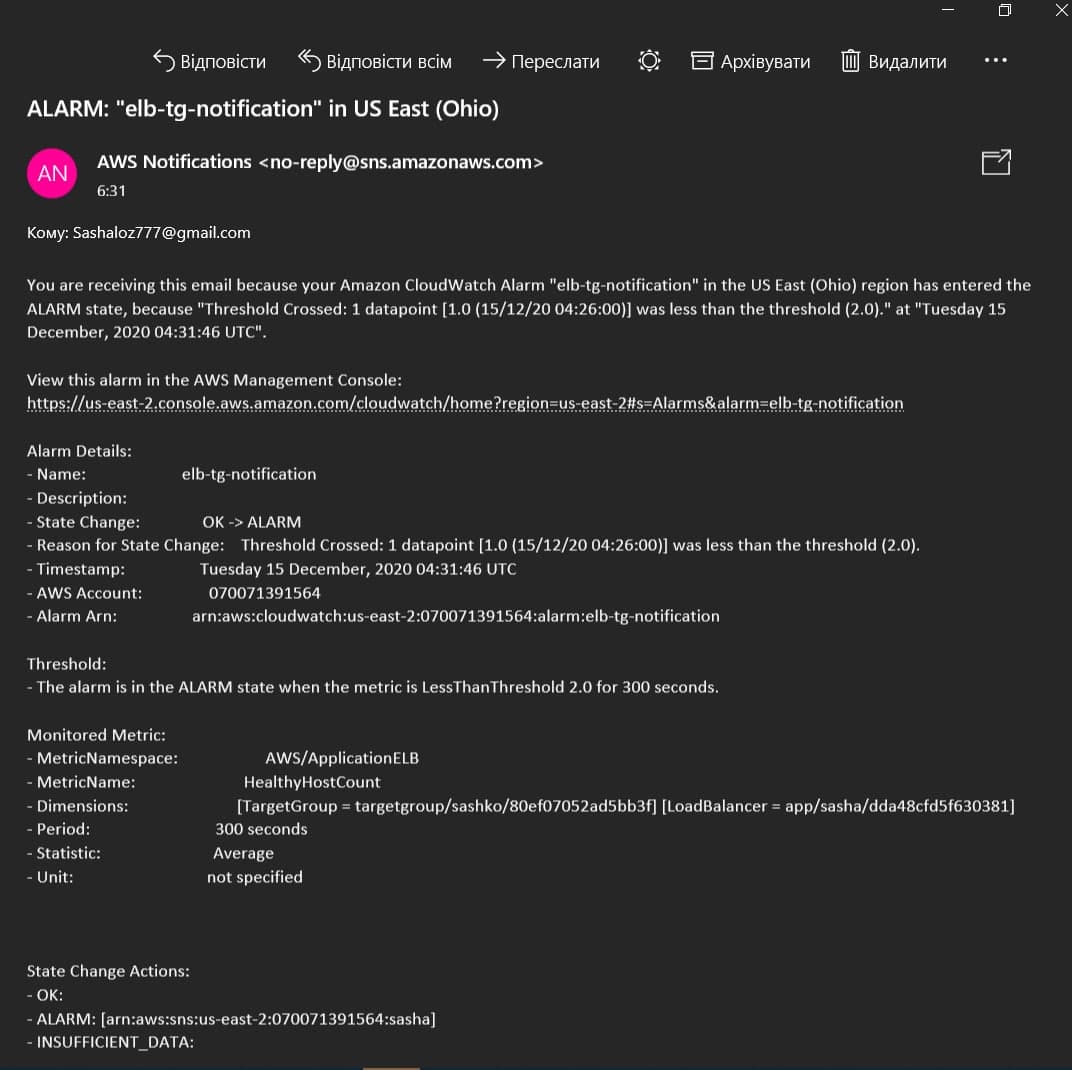 Відповісти Відповісти всім Переслати Архівувати Видалити
ALARM: "elb-tg-notification" in US East (Ohio)
AN
AWS Notifications <no-reply@sns.amazonaws.com>
6:31
Кому: Sashaloz777@gmail.com
You are receiving this email because your Amazon CloudWatch Alarm "elb-tg-notification" in the US East (Ohio) region has entered the
ALARM state, because "Threshold Crossed: 1 datapoint [1.0 (15/12/20 04:26:00)] was less than the threshold (2.0)." at "Tuesday 15
December, 2020 04:31:46 UTC".
View this alarm in the AWS Management Console:
https://us-east-2.console.aws.amazon.com/cloudwatch/home?region=us-east-2#s=Alarms&alarm=elb-tg-notification
Alarm Details:
- Name: elb-tg-notification
- Description:
- State Change: OK -> ALARM
- Reason for State Change: Threshold Crossed: 1 datapoint [1.0 (15/12/20 04:26:00)] was less than the threshold (2.0).
- Timestamp: Tuesday 15 December, 2020 04:31:46 UTC
- AWS Account: 070071391564
- Alarm Arn: arn:aws:cloudwatch:us-east-2:070071391564:alarm:elb-tg-notification
Threshold:
- The alarm is in the ALARM state when the metric is LessThanThreshold 2.0 for 300 seconds.
Monitored Metric:
- MetricNamespace: AWS/ApplicationELB
- MetricName: HealthyHostCount
- Dimensions: [TargetGroup = targetgroup/sashko/80ef07052ad5bb3f] [LoadBalancer = app/sasha/dda48cfd5f630381]
- Period: 300 seconds
- Statistic: Average
- Unit: not specified
State Change Actions:
- OK:
- ALARM: [arn:aws:sns:us-east-2:070071391564:sasha]
- INSUFFICIENT_DATA: